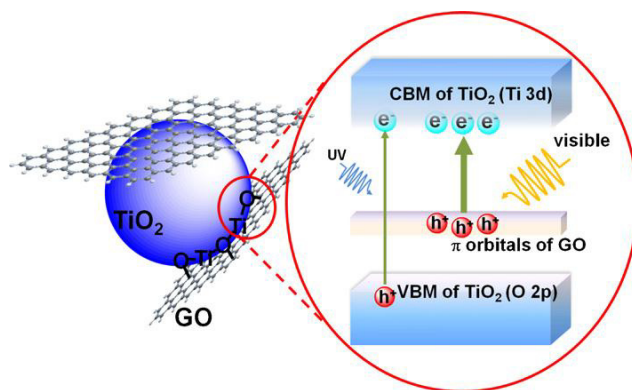 TiO₂
O
Ti
O
Ti
O
GO
CBM of TiO₂ (Ti 3d)
e⁻
e⁻
e⁻
e⁻
UV
visible
h⁺
h⁺
h⁺
π orbitals of GO
h⁺
VBM of TiO₂ (O 2p)